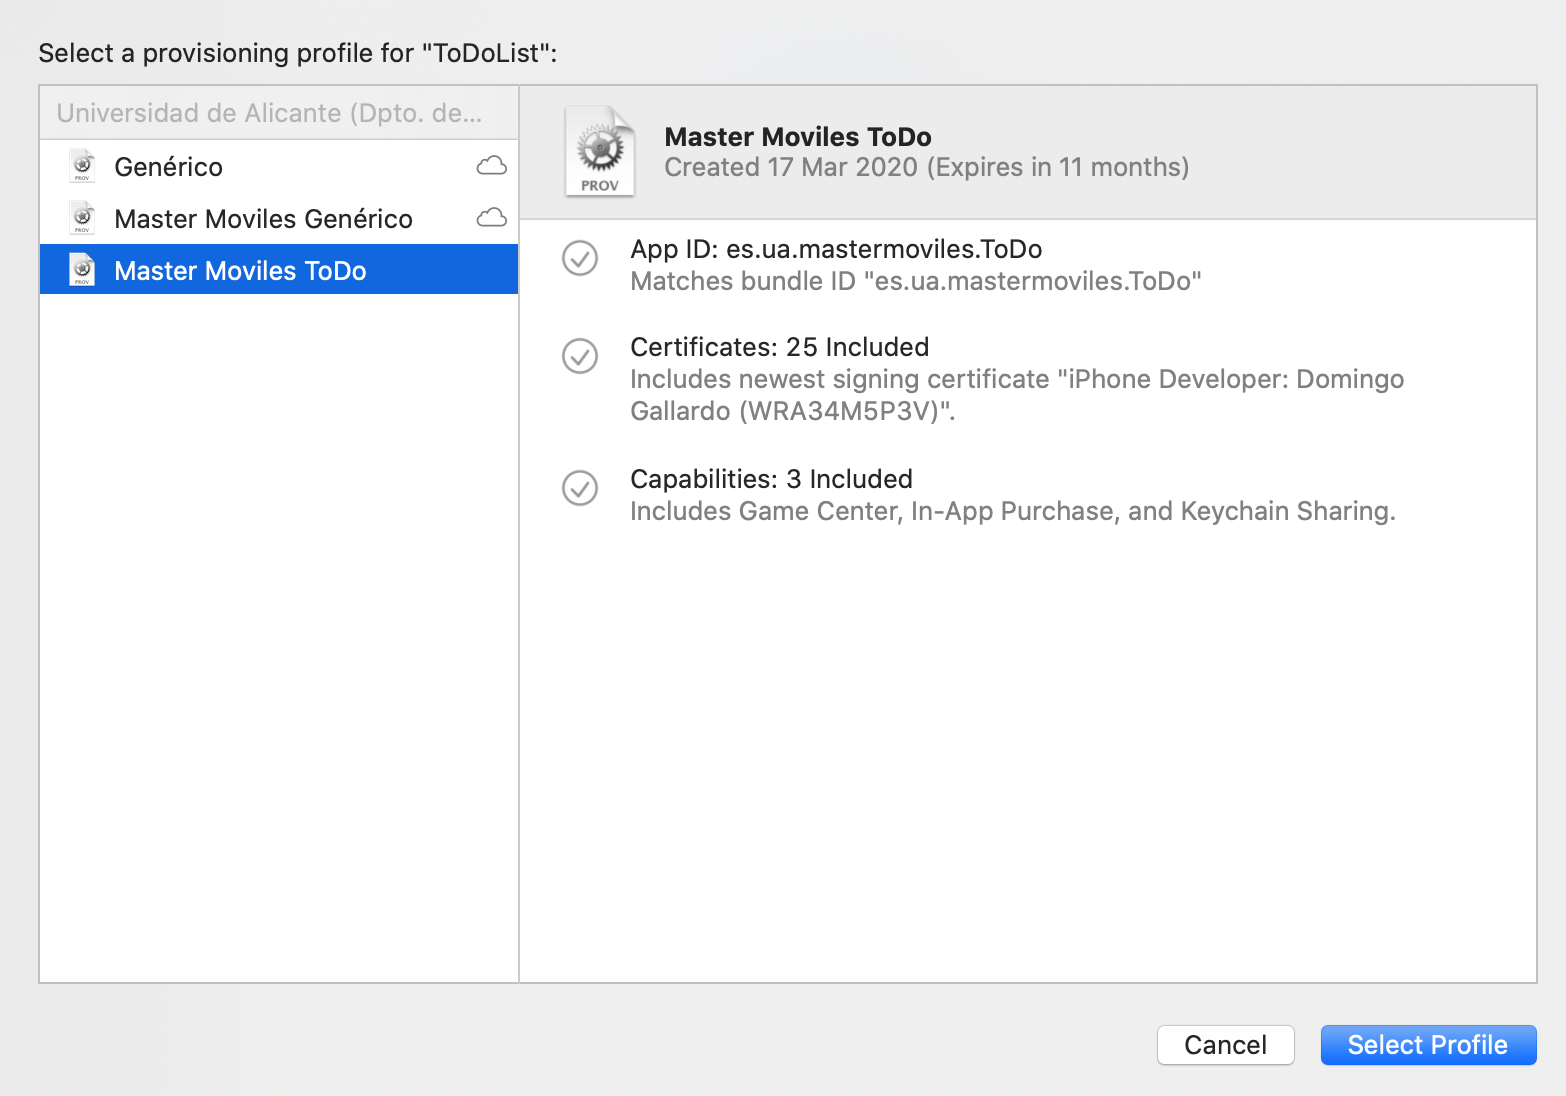 Select a provisioning profile for "ToDoList":
Universidad de Alicante (Dpto. de...
Genérico
Master Moviles Genérico
Master Moviles ToDo
PROV
Master Moviles ToDo
Created 17 Mar 2020 (Expires in 11 months)
App ID: es.ua.mastermoviles.ToDo
Matches bundle ID "es.ua.mastermoviles.ToDo"
Certificates: 25 Included
Includes newest signing certificate "iPhone Developer: Domingo
Gallardo (WRA34M5P3V)".
Capabilities: 3 Included
Includes Game Center, In-App Purchase, and Keychain Sharing.
Cancel
Select Profile